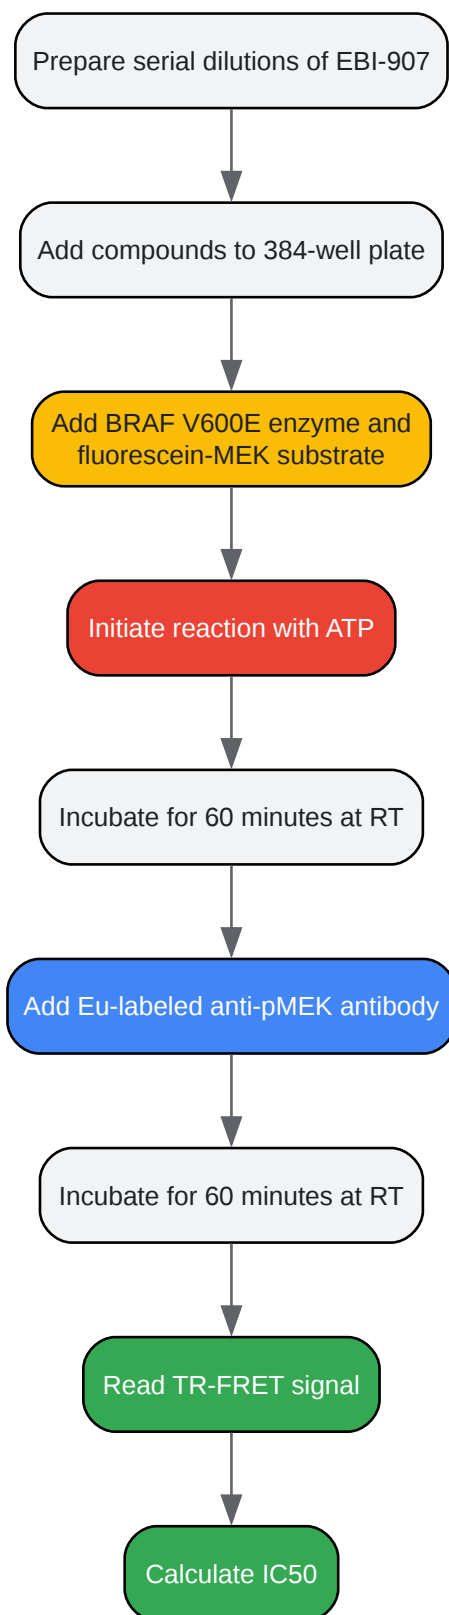 Prepare serial dilutions of EBI-907
Add compounds to 384-well plate
Add BRAF V600E enzyme and
fluorescein-MEK substrate
Initiate reaction with ATP
Incubate for 60 minutes at RT
Add Eu-labeled anti-pMEK antibody
Incubate for 60 minutes at RT
Read TR-FRET signal
Calculate IC50